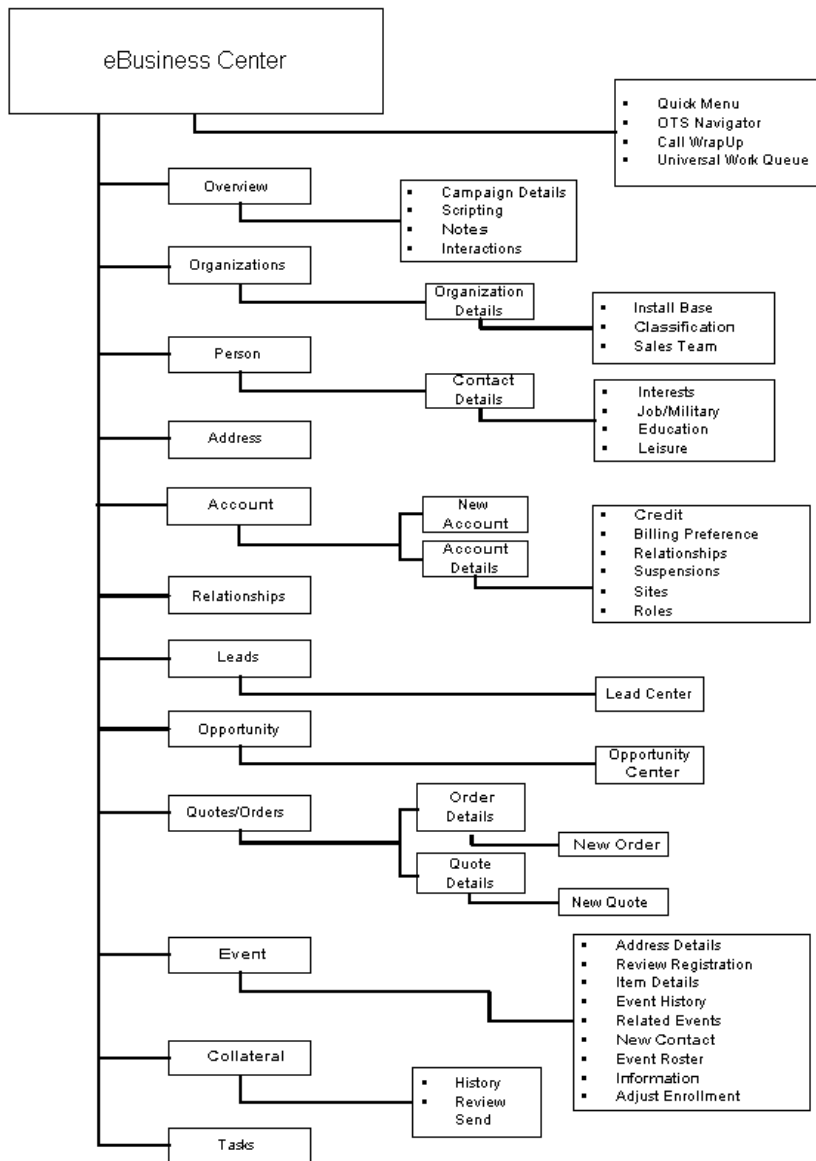 eBusiness Center
▪ Quick Menu
▪ OTS Navigator
▪ Call WrapUp
▪ Universal Work Queue
Overview
▪ Campaign Details
▪ Scripting
▪ Notes
▪ Interactions
Organizations
Organization
Details
▪ Install Base
▪ Classification
▪ Sales Team
Person
Contact
Details
▪ Interests
▪ Job/Military
▪ Education
▪ Leisure
Address
Account
New
Account
Account
Details
▪ Credit
▪ Billing Preference
▪ Relationships
▪ Suspensions
▪ Sites
▪ Roles
Relationships
Leads
Lead Center
Opportunity
Opportunity
Center
Quotes/Orders
Order
Details
New Order
Quote
Details
New Quote
Event
▪ Address Details
▪ Review Registration
▪ Item Details
▪ Event History
▪ Related Events
▪ New Contact
▪ Event Roster
▪ Information
▪ Adjust Enrollment
Collateral
▪ History
▪ Review
Send
Tasks